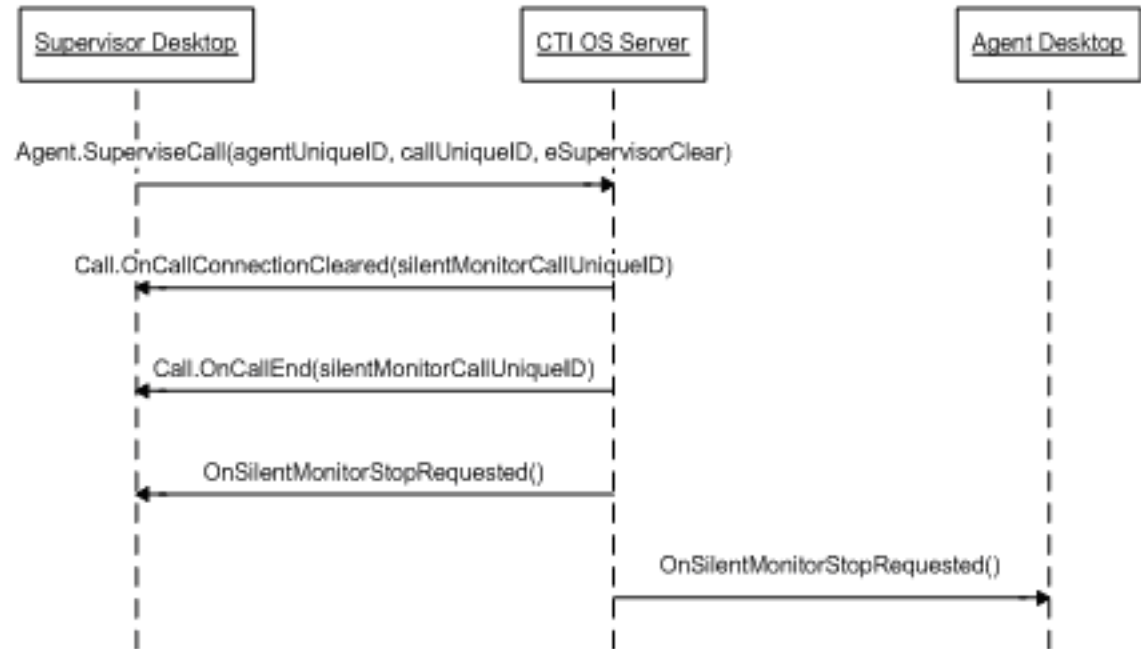 Supervisor Desktop
CTI OS Server
Agent Desktop
Agent.SuperviseCall(agentUniqueID, callUniqueID, eSupervisorClear)
Call.OnCallConnectionCleared(silentMonitorCallUniqueID)
Call.OnCallEnd(silentMonitorCallUniqueID)
OnSilentMonitorStopRequested()
OnSilentMonitorStopRequested()